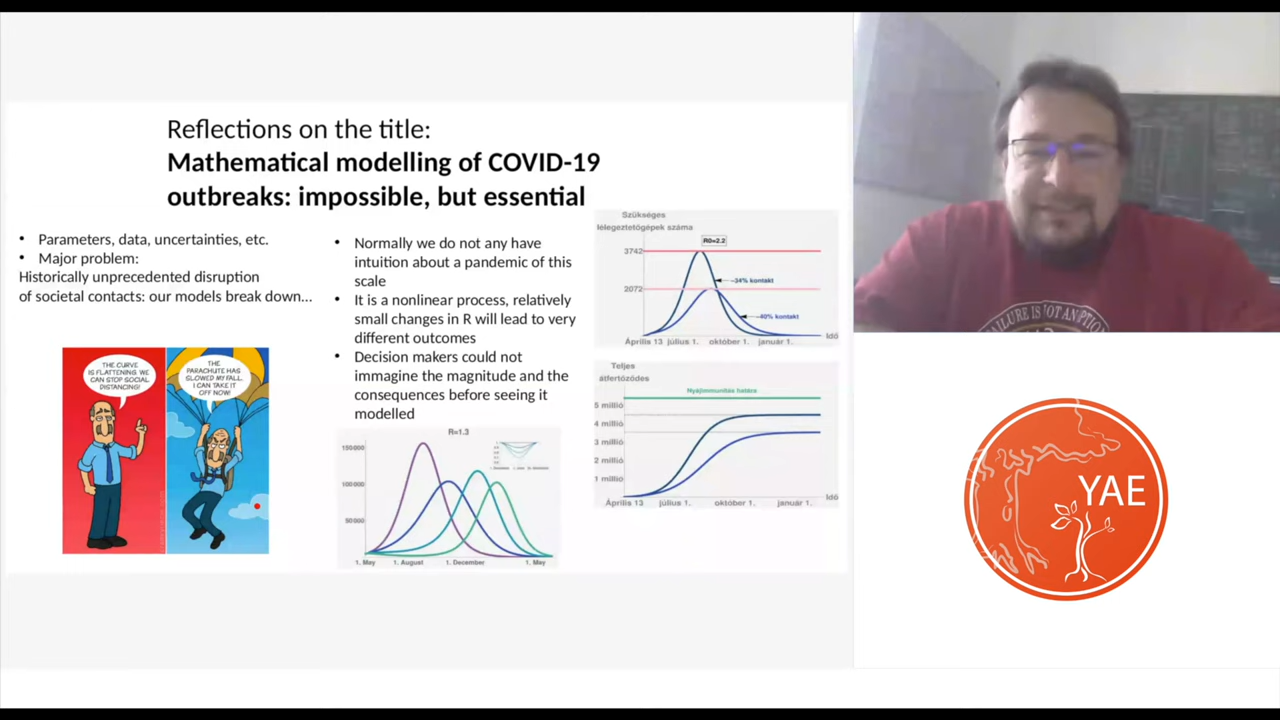 Reflections on the title:
Mathematical modelling of COVID-19
outbreaks: impossible, but essential
• Parameters, data, uncertainties, etc.
• Major problem:
Historically unprecedented disruption
of societal contacts: our models break down...
THE CURVE
IS FLATTENING WE
CAN STOP SOCIAL
DISTANCING!
THE
PARACHUTE HAS
SLOWED MY FALL.
I CAN TAKE IT
OFF NOW!
• Normally we do not any have
intuition about a pandemic of this
scale
• It is a nonlinear process, relatively
small changes in R will lead to very
different outcomes
• Decision makers could not
immagine the magnitude and the
consequences before seeing it
modelled
R=1.3
150000
100000
50000
1. May 1. August 1. December 1. May
Szükséges
lélegeztetőgépek száma
R0=2.2
3742
-34% kontakt
2072
-40% kontakt
Idő
Április 13 július 1. október 1. január 1.
Teljes
átfertőződés
Nyájimmunitás határa
5 millió
4 millió
3 millió
2 millió
1 millió
Idő
Április 13 július 1. október 1. január 1.
FAILURE IS NOT AN OPTION
YAE